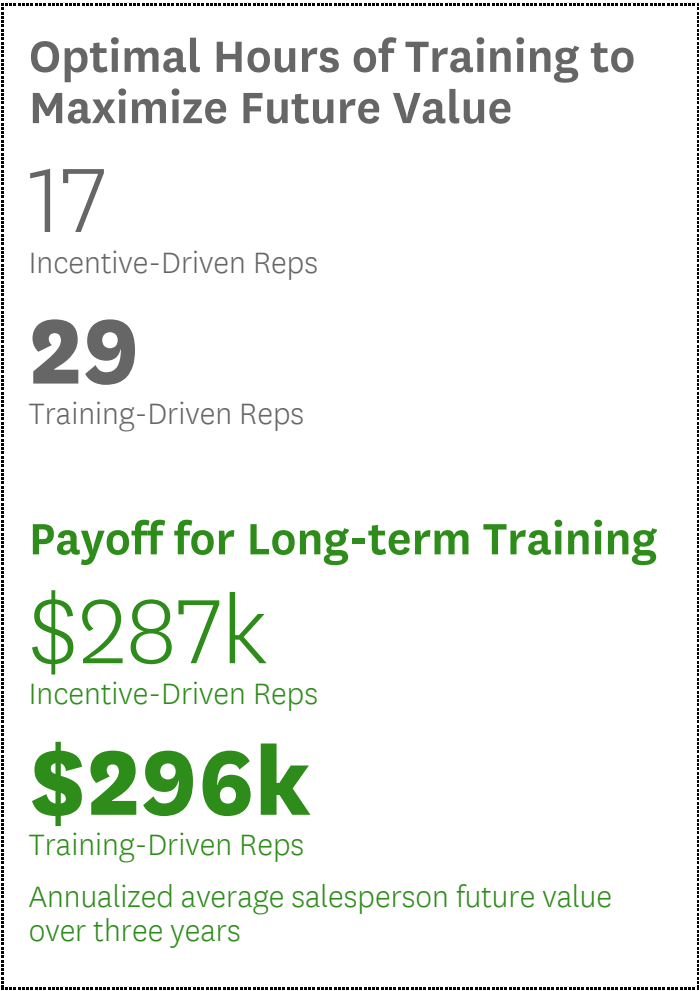 Optimal Hours of Training to
Maximize Future Value
17
Incentive-Driven Reps
29
Training-Driven Reps
Payoff for Long-term Training
$287k
Incentive-Driven Reps
$296k
Training-Driven Reps
Annualized average salesperson future value
over three years